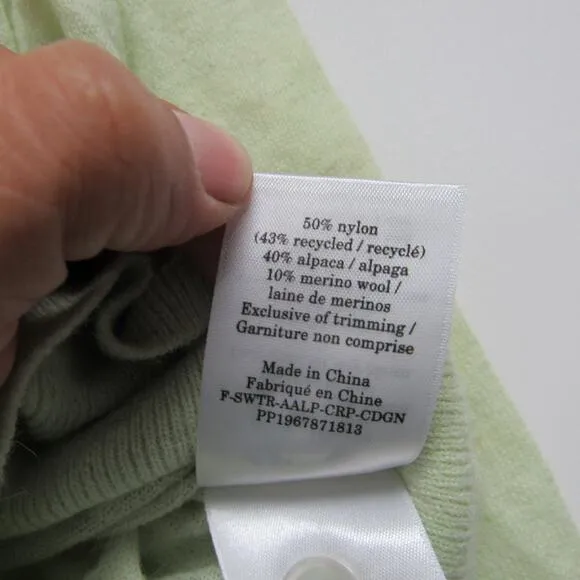 50% nylon
(43% recycled / recyclé)
40% alpaca / alpaga
10% merino wool /
laine de merinos
Exclusive of trimming /
Garniture non comprise
Made in China
Fabriqué en Chine
F-SWTR-AALP-CRP-CDGN
PP1967871813